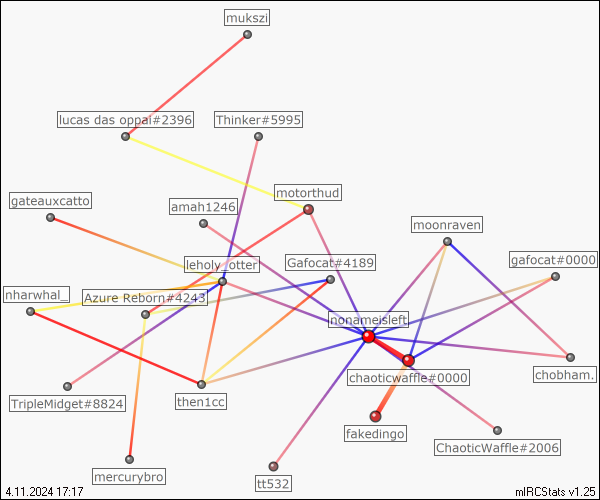 mukszi
lucas das oppai#2396
Thinker#5995
motorthud
gateauxcatto
amah1246
moonraven
leholy_otter
Gafocat#4189
gafocat#0000
nharwhal_
Azure Reborn#4243
nonameisleft
chaoticwaffle#0000
chobham.
TripleMidget#8824
then1cc
fakedingo
ChaoticWaffle#2006
mercurybro
tt532
4.11.2024 17:17
mIRCStats v1.25